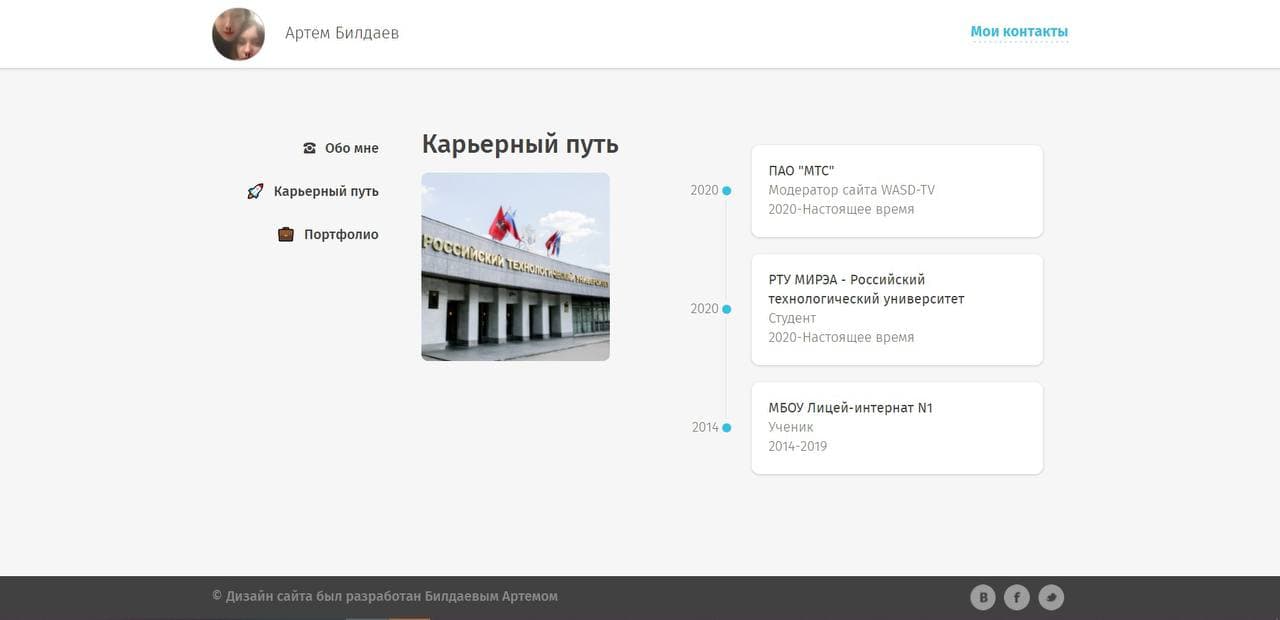 Артём Билдаев
Мои контакты
Обо мне
Карьерный путь
Портфолио
Карьерный путь
РОССИЙСКИЙ ТЕХНОЛОГИЧЕСКИЙ УНИВЕРСИТЕТ
2020
ПАО "МТС"
Модератор сайта WASD-TV
2020-Настоящее время
2020
РТУ МИРЭА - Российский
технологический университет
Студент
2020-Настоящее время
2014
МБОУ Лицей-интернат N1
Ученик
2014-2019
© Дизайн сайта был разработан Билдаевым Артемом
B f